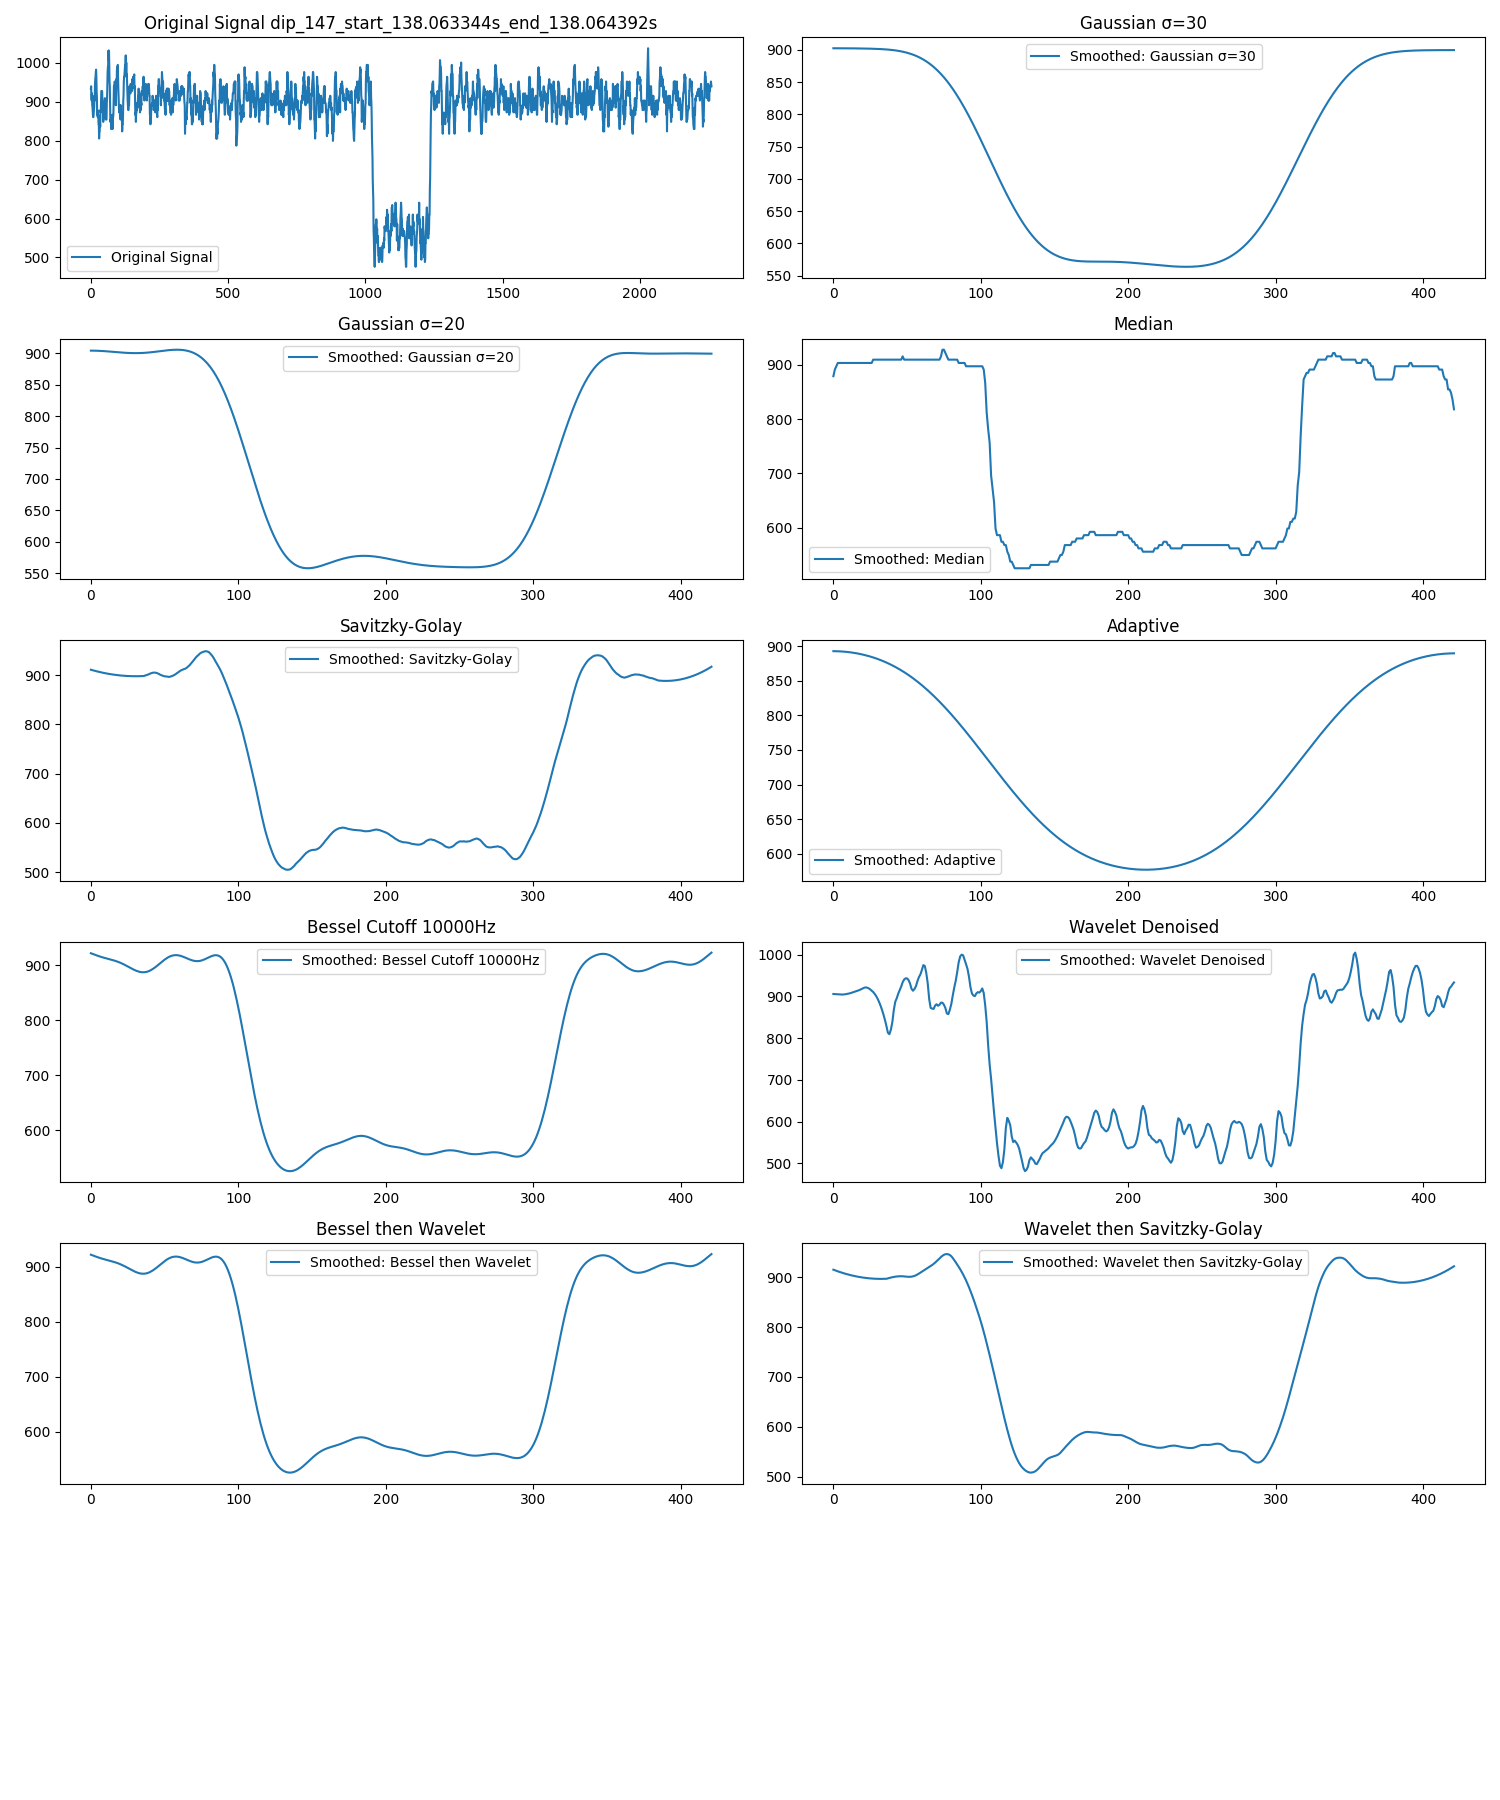 Original Signal dip_147_start_138.063344s_end_138.064392s
1000
900
800
700
600
500
Original Signal
0 500 1000 1500 2000
Gaussian σ=30
900
850
800
750
700
650
600
550
Smoothed: Gaussian σ=30
0 100 200 300 400
Gaussian σ=20
900
850
800
750
700
650
600
550
Smoothed: Gaussian σ=20
0 100 200 300 400
Median
900
800
700
600
Smoothed: Median
0 100 200 300 400
Savitzky-Golay
900
800
700
600
500
Smoothed: Savitzky-Golay
0 100 200 300 400
Adaptive
900
850
800
750
700
650
600
Smoothed: Adaptive
0 100 200 300 400
Bessel Cutoff 10000Hz
900
800
700
600
Smoothed: Bessel Cutoff 10000Hz
0 100 200 300 400
Wavelet Denoised
1000
900
800
700
600
500
Smoothed: Wavelet Denoised
0 100 200 300 400
Bessel then Wavelet
900
800
700
600
Smoothed: Bessel then Wavelet
0 100 200 300 400
Wavelet then Savitzky-Golay
900
800
700
600
500
Smoothed: Wavelet then Savitzky-Golay
0 100 200 300 400